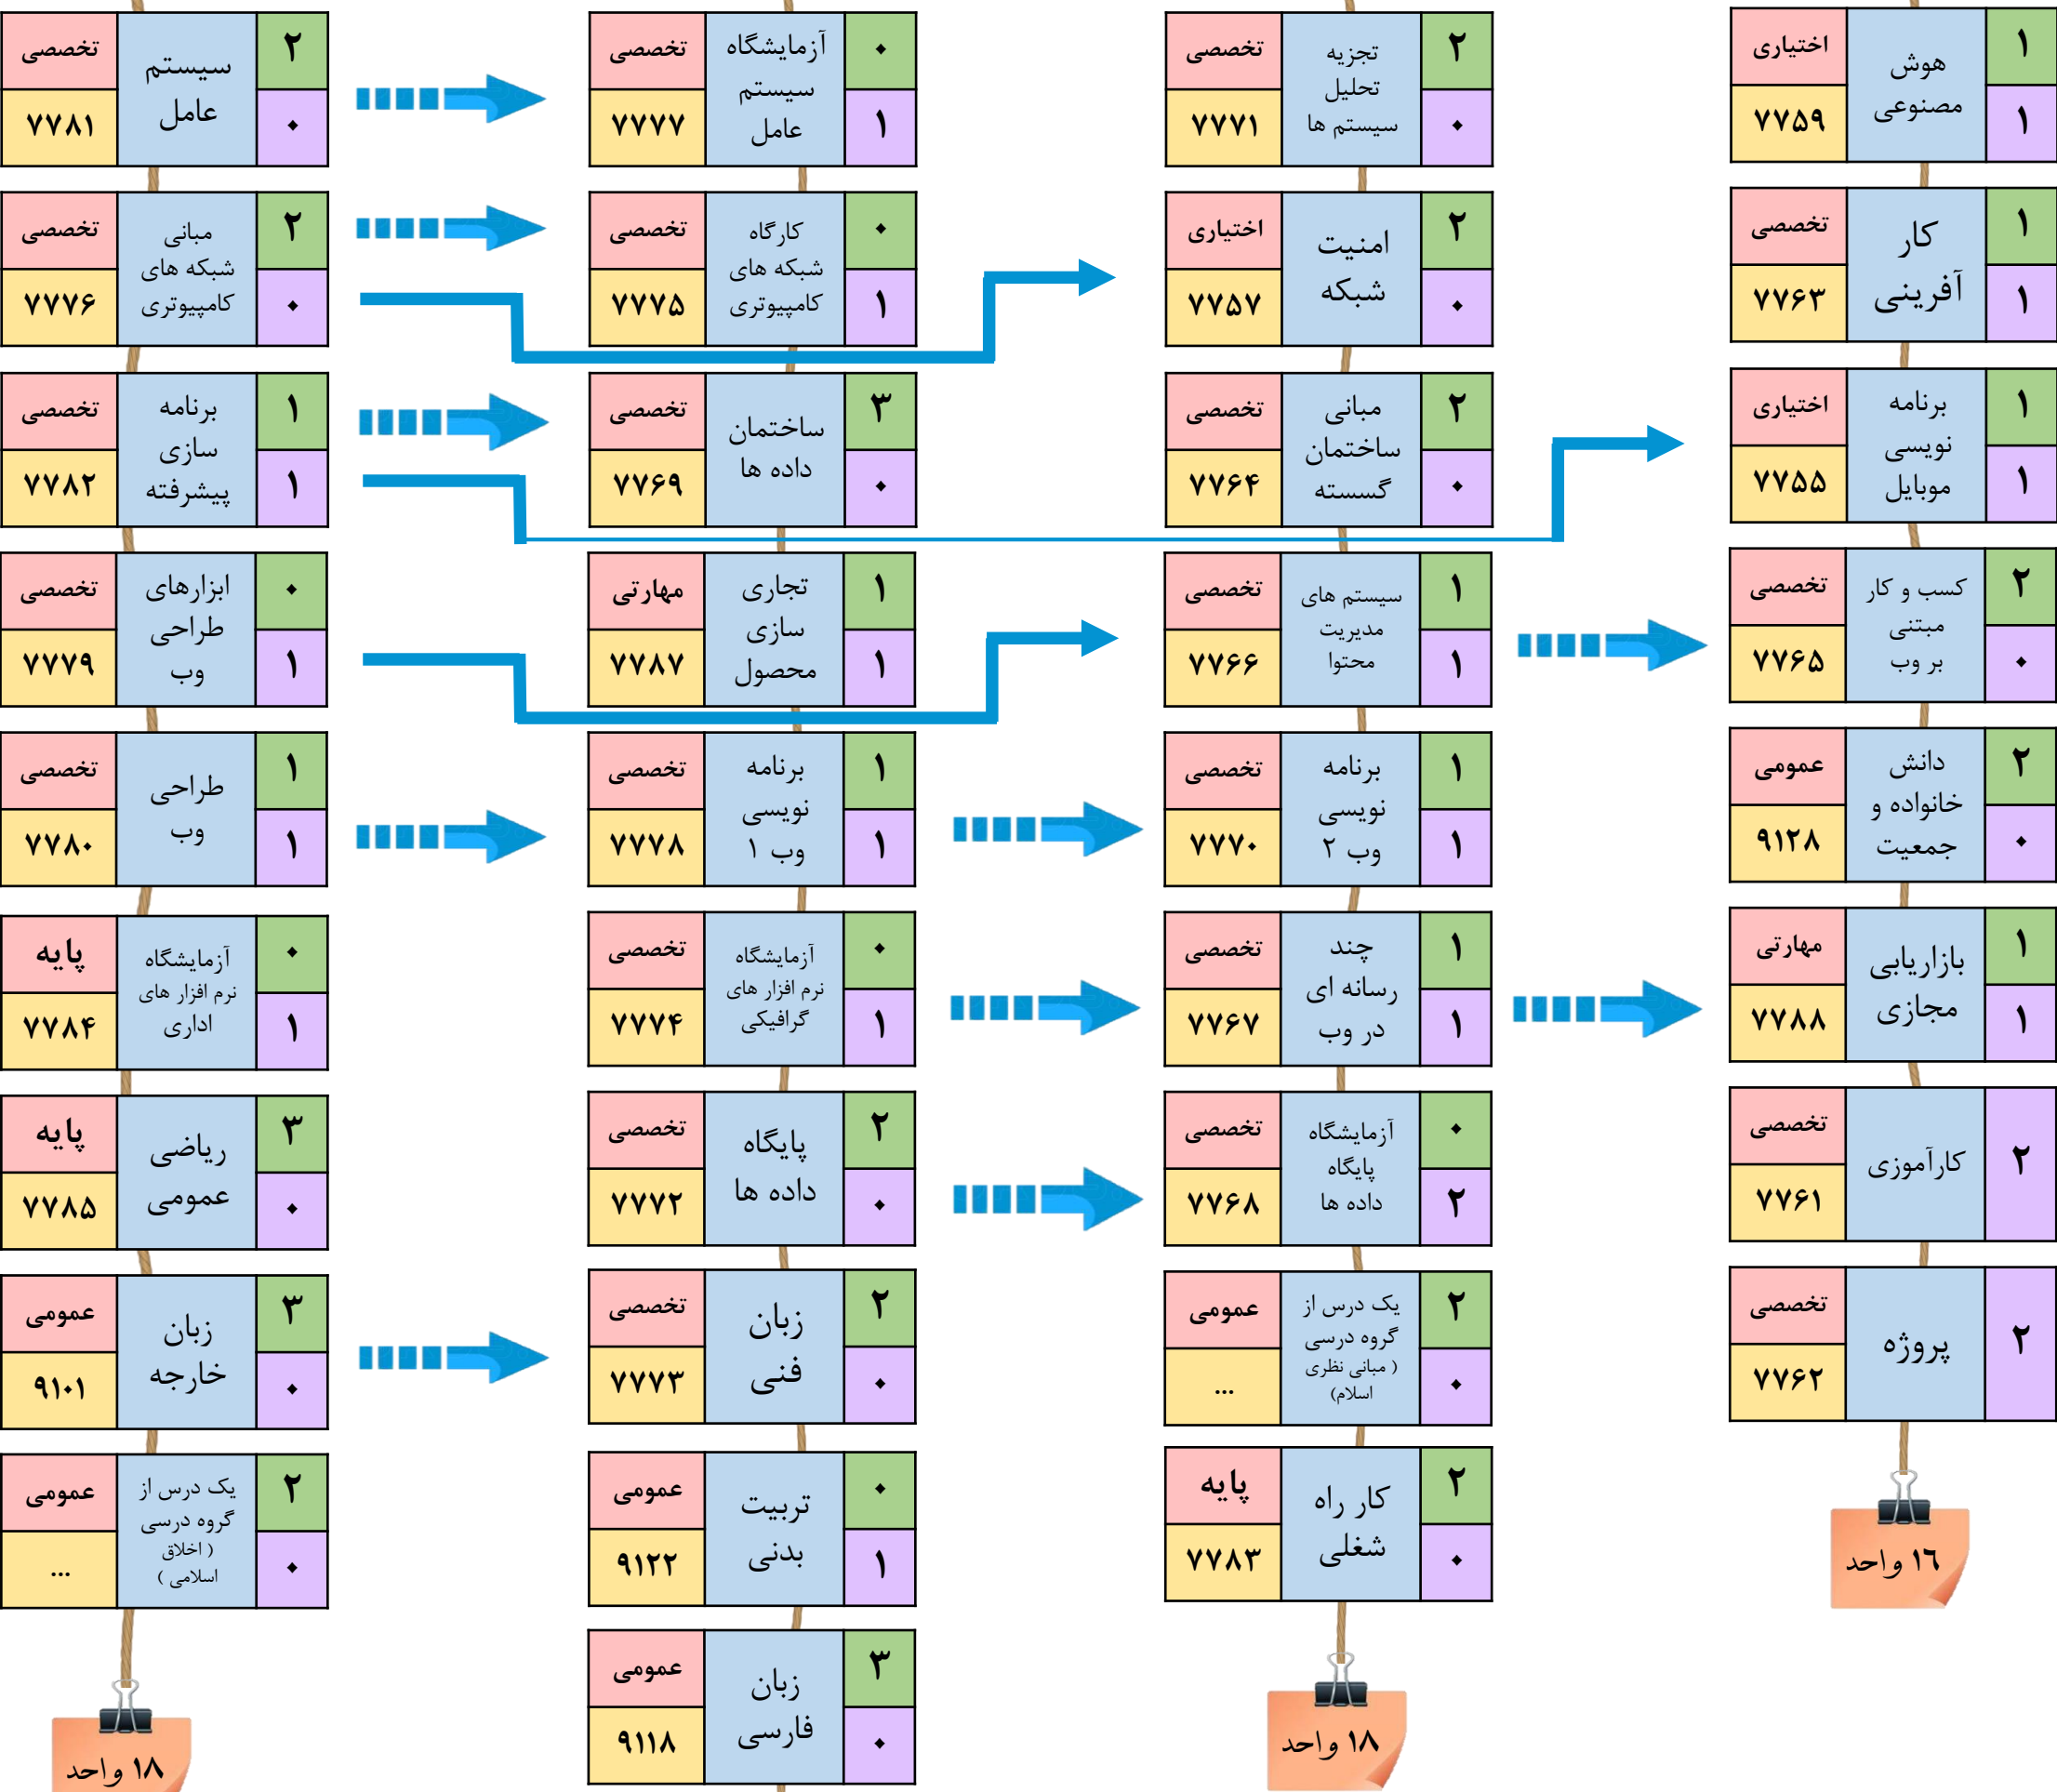 تخصصی
۷۷۸۱
سیستم
عامل
۲
۰
تخصصی
۷۷۷۶
مبانی
شبکه های
کامپیوتری
۲
۰
تخصصی
۷۷۸۲
برنامه
سازی
پیشرفته
۱
۱
تخصصی
۷۷۷۹
ابزارهای
طراحی
وب
۰
۱
تخصصی
۷۷۸۰
طراحی
وب
۱
۱
پایه
۷۷۸۴
آزمایشگاه
نرم افزار های
اداری
۰
۱
پایه
۷۷۸۵
ریاضی
عمومی
۳
۰
عمومی
۹۱۰۱
زبان
خارجه
۳
۰
عمومی
...
یک درس از
گروه درسی
( اخلاق
اسلامی )
۲
۰
۱۸ واحد
تخصصی
۷۷۷۷
آزمایشگاه
سیستم
عامل
۰
۱
تخصصی
۷۷۷۵
کارگاه
شبکه های
کامپیوتری
۰
۱
تخصصی
۷۷۶۹
ساختمان
داده ها
۳
۰
مهارتی
۷۷۸۷
تجاری
سازی
محصول
۱
۱
تخصصی
۷۷۷۸
برنامه
نویسی
وب ۱
۱
۱
تخصصی
۷۷۷۴
آزمایشگاه
نرم افزار های
گرافیکی
۰
۱
تخصصی
۷۷۷۲
پایگاه
داده ها
۲
۰
تخصصی
۷۷۷۳
زبان
فنی
۲
۰
عمومی
۹۱۲۲
تربیت
بدنی
۰
۱
عمومی
۹۱۱۸
زبان
فارسی
۳
۰
تخصصی
۷۷۷۱
تجزیه
تحلیل
سیستم ها
۲
۰
اختیاری
۷۷۵۷
امنیت
شبکه
۲
۰
تخصصی
۷۷۶۴
مبانی
ساختمان
گسسته
۲
۰
تخصصی
۷۷۶۶
سیستم های
مدیریت
محتوا
۱
۱
تخصصی
۷۷۷۰
برنامه
نویسی
وب ۲
۱
۱
تخصصی
۷۷۶۷
چند
رسانه ای
در وب
۱
۱
تخصصی
۷۷۶۸
آزمایشگاه
پایگاه
داده ها
۰
۲
عمومی
...
یک درس از
گروه درسی
( مبانی نظری
اسلام)
۲
۰
پایه
۷۷۸۳
کار راه
شغلی
۲
۰
۱۸ واحد
اختیاری
۷۷۵۹
هوش
مصنوعی
۱
۱
تخصصی
۷۷۶۳
کار
آفرینی
۱
۱
اختیاری
۷۷۵۵
برنامه
نویسی
موبایل
۱
۱
تخصصی
۷۷۶۵
کسب و کار
مبتنی
بر وب
۲
۰
عمومی
۹۱۲۸
دانش
خانواده و
جمعیت
۲
۰
مهارتی
۷۷۸۸
بازاریابی
مجازی
۱
۱
تخصصی
۷۷۶۱
کارآموزی
۲
تخصصی
۷۷۶۲
پروژه
۲
۱۶ واحد